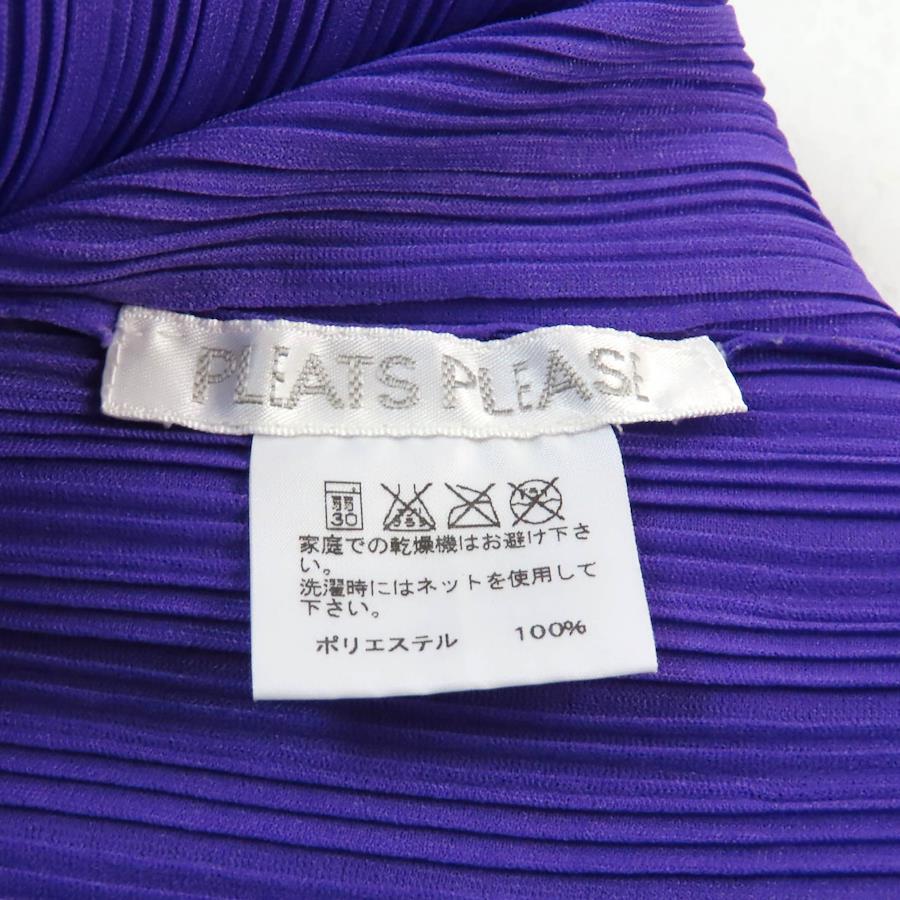 PLEATS PLEASE
弱
30
家庭での乾燥機はお避け下さ
い。
洗濯時にはネットを使用して
下さい。
ポリエステル 100%